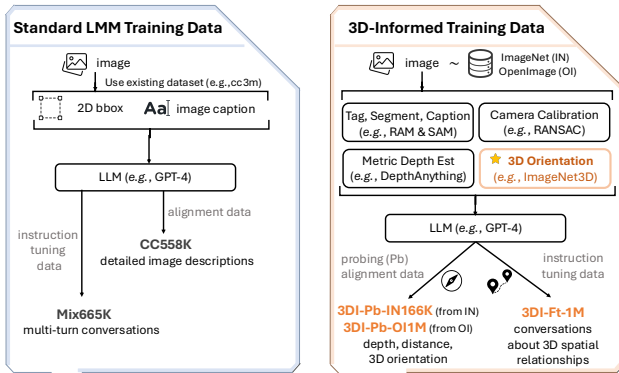 Standard LMM Training Data
image
Use existing dataset (e.g.,cc3m)
2D bbox
Aa
image caption
LLM (e.g., GPT-4)
alignment data
instruction
tuning
data
CC558K
detailed image descriptions
Mix665K
multi-turn conversations
3D-Informed Training Data
image
~
ImageNet (IN)
OpenImage (OI)
Tag, Segment, Caption
(e.g., RAM & SAM)
Camera Calibration
(e.g., RANSAC)
Metric Depth Est
(e.g., DepthAnything)
3D Orientation
(e.g., ImageNet3D)
LLM (e.g., GPT-4)
probing (Pb)
alignment data
instruction
tuning data
3DI-Pb-IN166K (from IN)
3DI-Pb-OI1M (from OI)
depth, distance,
3D orientation
3DI-Ft-1M
conversations
about 3D spatial
relationships